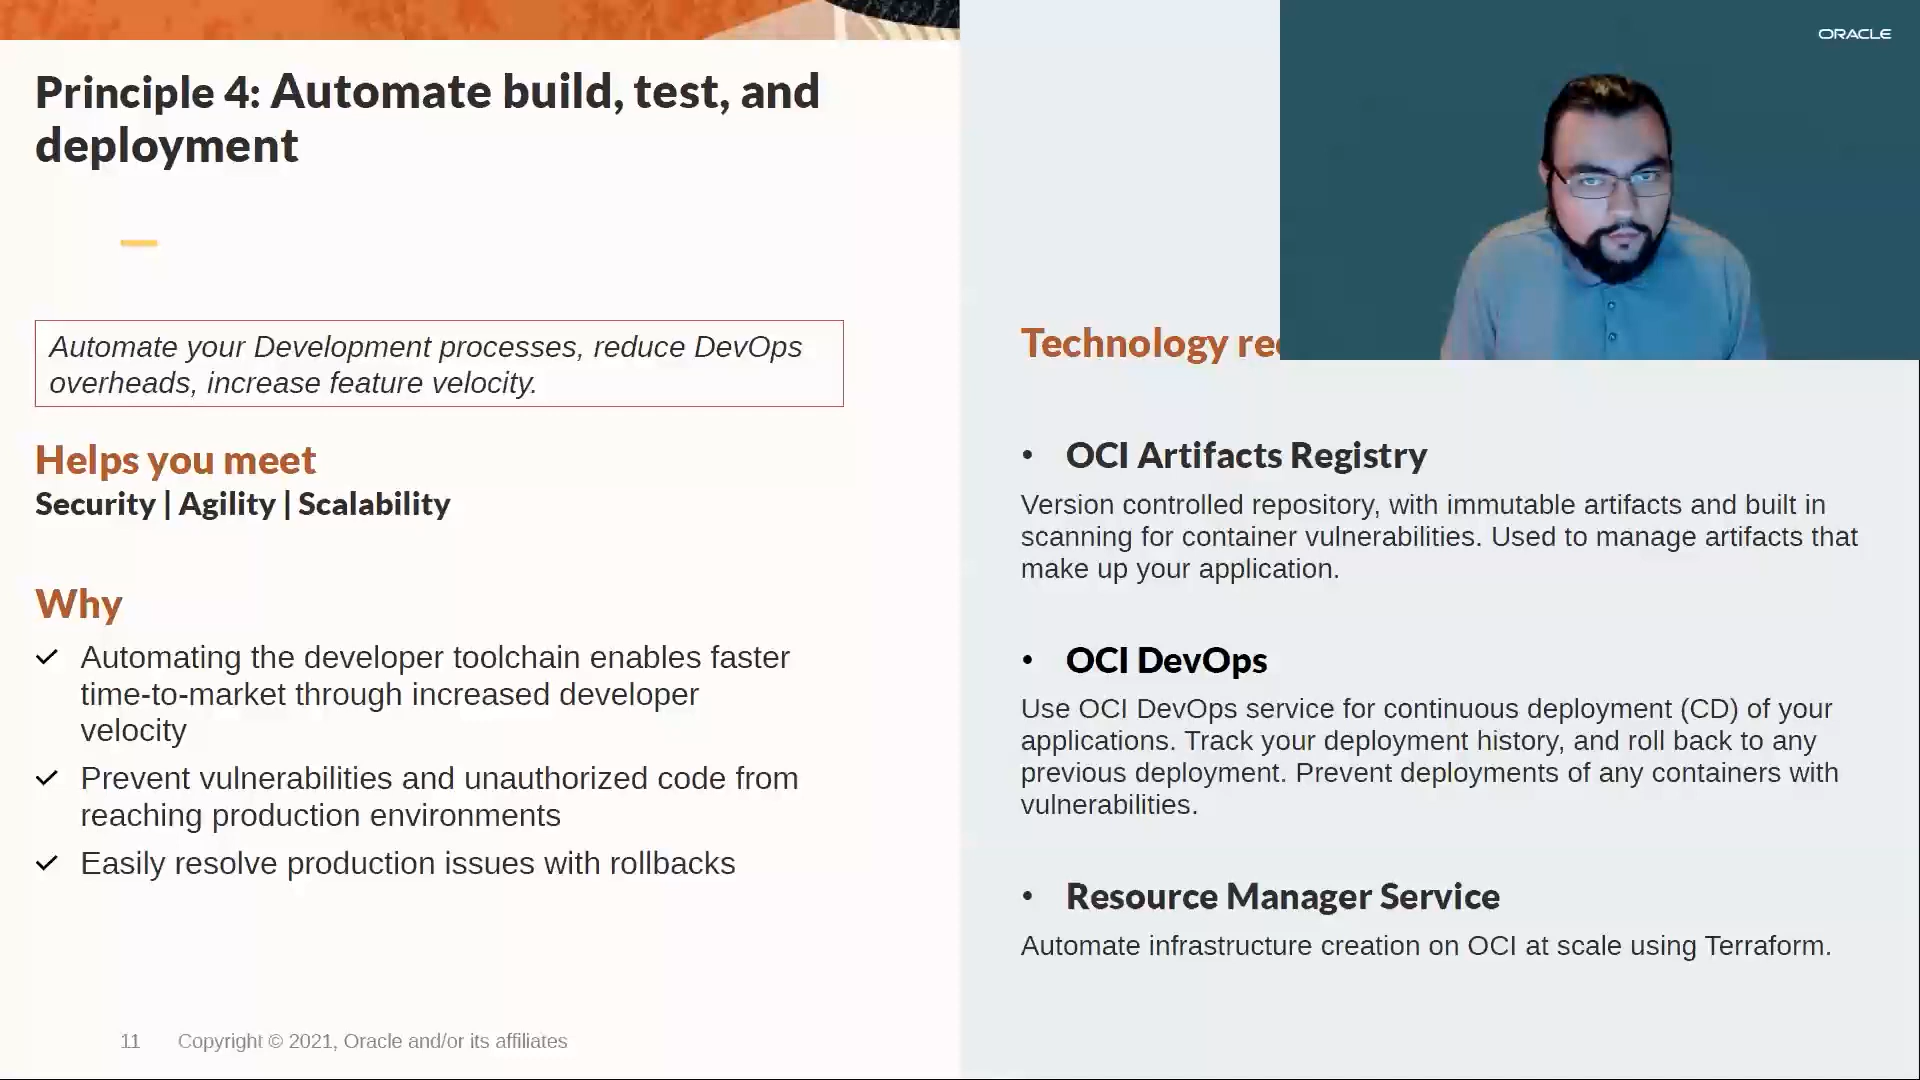 Principle 4: Automate build, test, and
deployment
Automate your Development processes, reduce DevOps
overheads, increase feature velocity.
Helps you meet
Security | Agility | Scalability
Why
Automating the developer toolchain enables faster
time-to-market through increased developer
velocity
Prevent vulnerabilities and unauthorized code from
reaching production environments
Easily resolve production issues with rollbacks
11 Copyright © 2021, Oracle and/or its affiliates
ORACLE
Technology
• OCI Artifacts Registry
Version controlled repository, with immutable artifacts and built in
scanning for container vulnerabilities. Used to manage artifacts that
make up your application.
• OCI DevOps
Use OCI DevOps service for continuous deployment (CD) of your
applications. Track your deployment history, and roll back to any
previous deployment. Prevent deployments of any containers with
vulnerabilities.
• Resource Manager Service
Automate infrastructure creation on OCI at scale using Terraform.